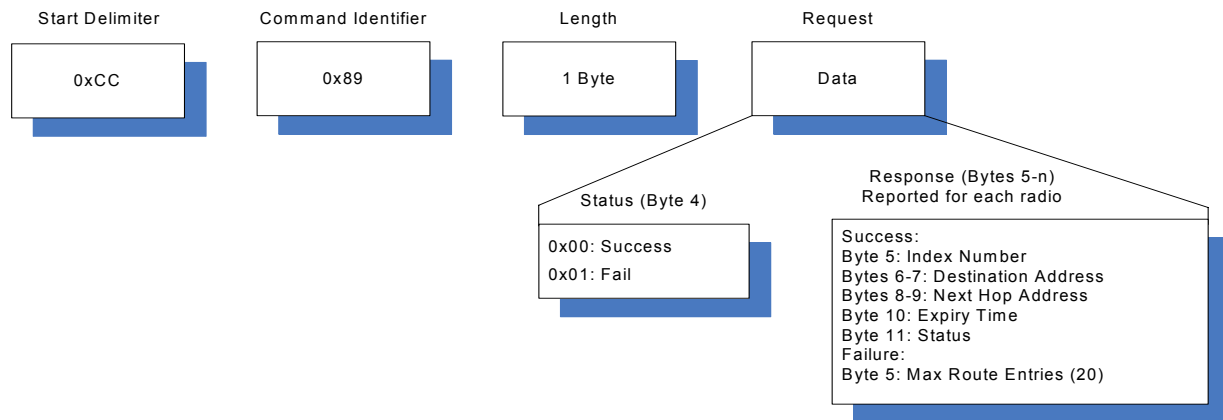 Start Delimiter
Command Identifier
Length
Request
0xCC
0x89
1 Byte
Data
Status (Byte 4)
0x00: Success
0x01: Fail
Response (Bytes 5-n)
Reported for each radio
Success:
Byte 5: Index Number
Bytes 6-7: Destination Address
Bytes 8-9: Next Hop Address
Byte 10: Expiry Time
Byte 11: Status
Failure:
Byte 5: Max Route Entries (20)